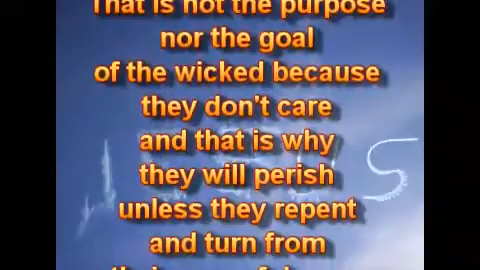 That is not the purpose
nor the goal
of the wicked because
they don't care
and that is why
they will perish
unless they repent
and turn from